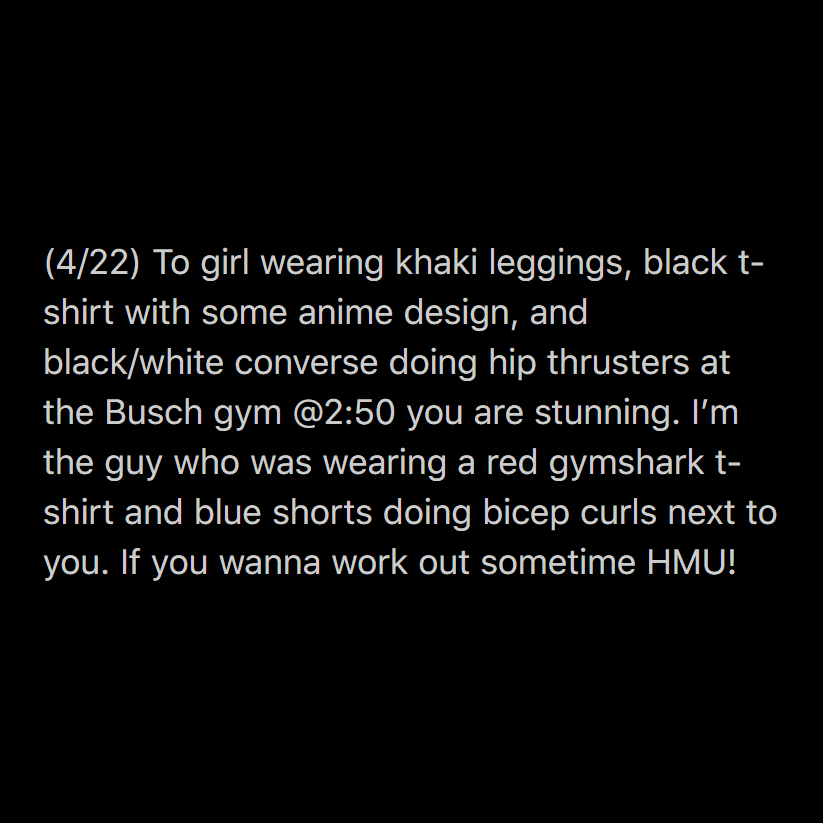 (4/22) To girl wearing khaki leggings, black t-
shirt with some anime design, and
black/white converse doing hip thrusters at
the Busch gym @2:50 you are stunning. I’m
the guy who was wearing a red gymshark t-
shirt and blue shorts doing bicep curls next to
you. If you wanna work out sometime HMU!